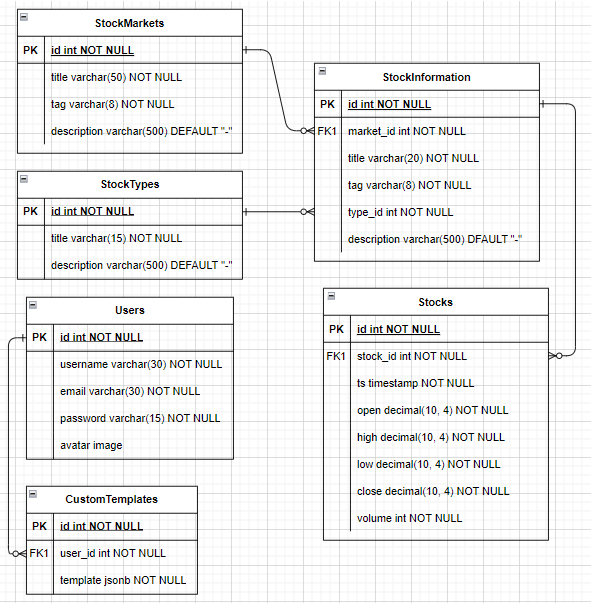 StockMarkets
PK id int NOT NULL
title varchar(50) NOT NULL
tag varchar(8) NOT NULL
description varchar(500) DEFAULT "-"
StockInformation
PK id int NOT NULL
FK1 market_id int NOT NULL
title varchar(20) NOT NULL
tag varchar(8) NOT NULL
type_id int NOT NULL
description varchar(500) DFAULT "-"
StockTypes
PK id int NOT NULL
title varchar(15) NOT NULL
description varchar(500) DEFAULT "-"
Users
PK id int NOT NULL
username varchar(30) NOT NULL
email varchar(30) NOT NULL
password varchar(15) NOT NULL
avatar image
Stocks
PK id int NOT NULL
FK1 stock_id int NOT NULL
ts timestamp NOT NULL
open decimal(10, 4) NOT NULL
high decimal(10, 4) NOT NULL
low decimal(10, 4) NOT NULL
close decimal(10, 4) NOT NULL
volume int NOT NULL
CustomTemplates
PK id int NOT NULL
FK1 user_id int NOT NULL
template jsonb NOT NULL